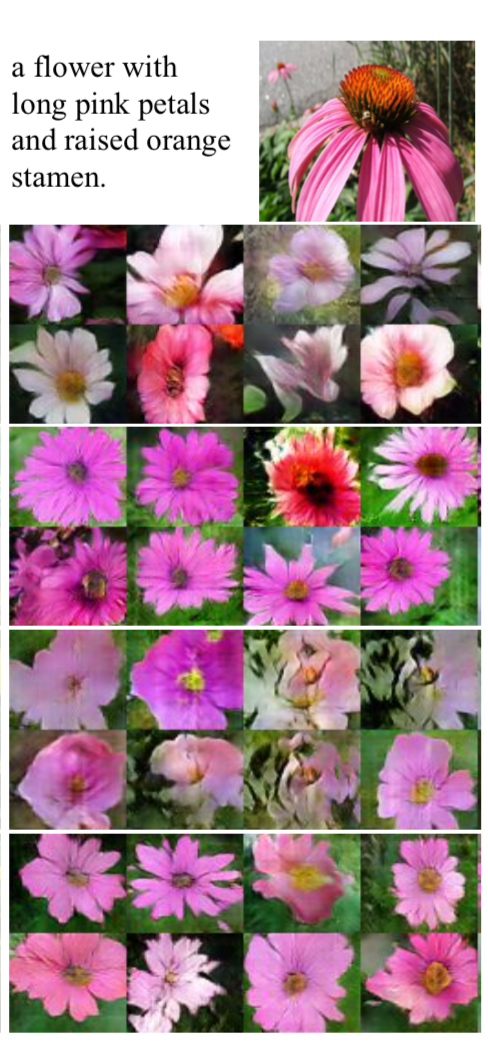 a flower with
long pink petals
and raised orange
stamen.